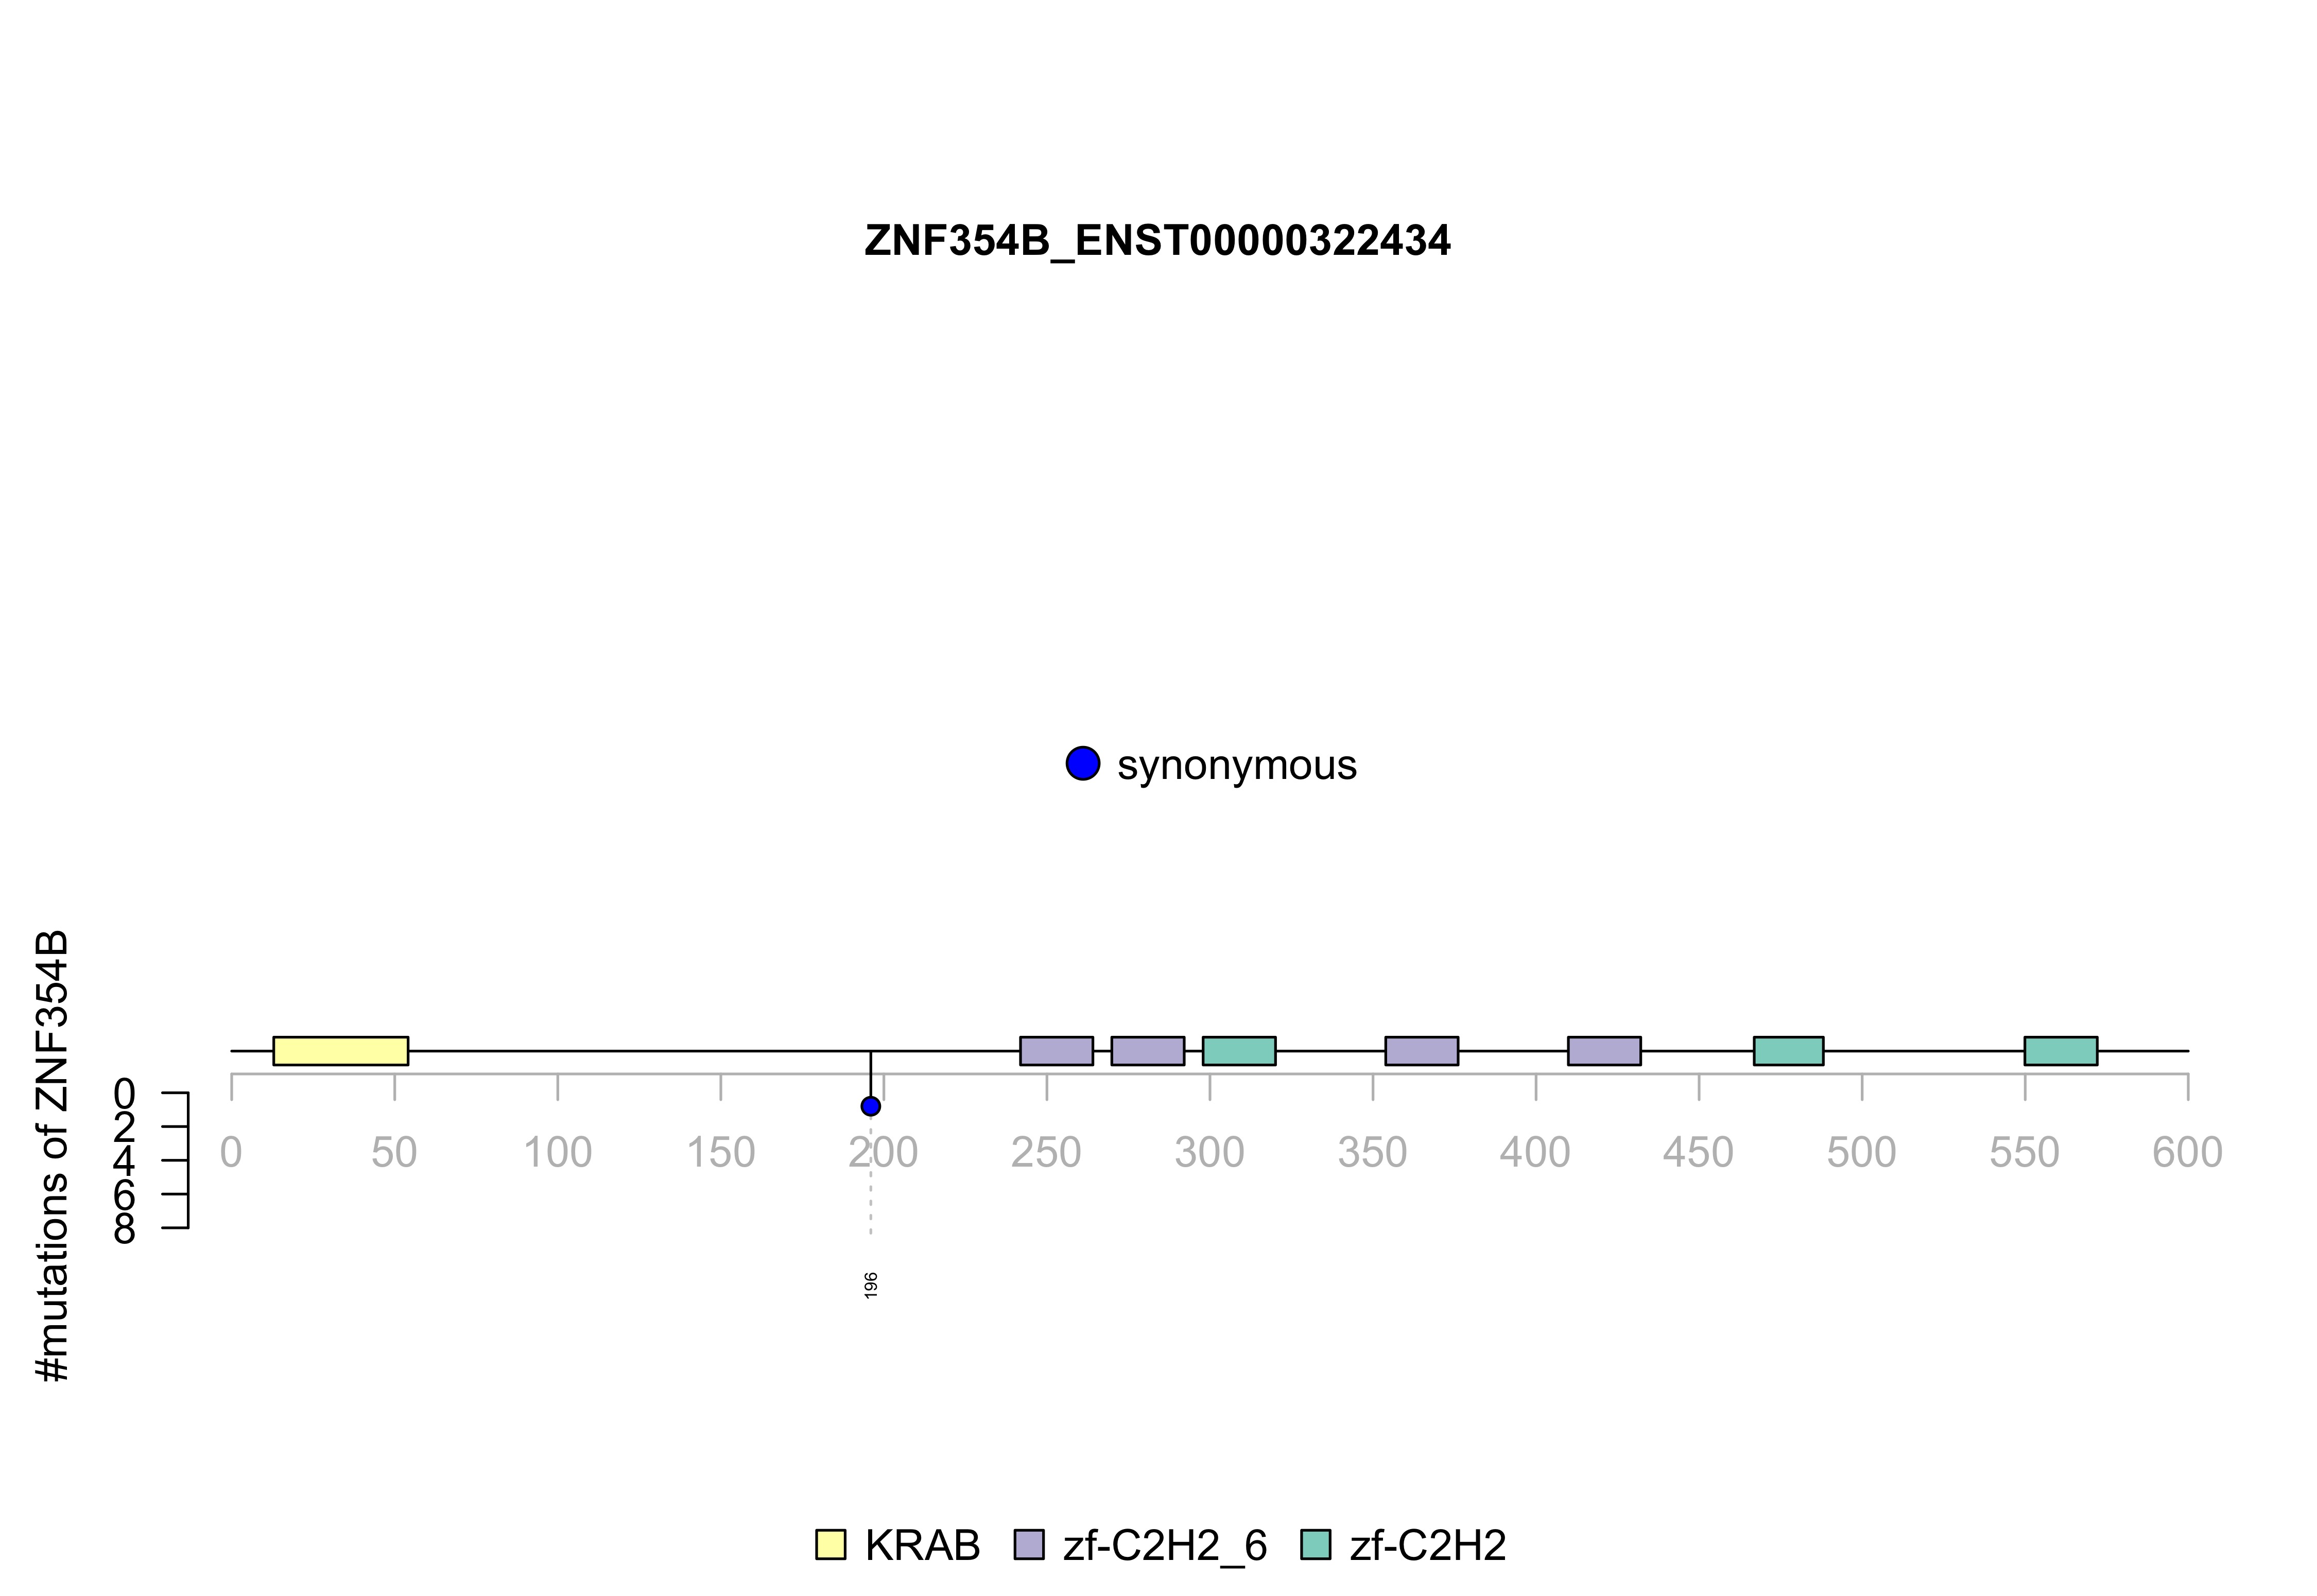 ZNF354B_ENST00000322434
synonymous
#mutations of ZNF354B
0
2
4
6
8
0 50 100 150 200 250 300 350 400 450 500 550 600
196
KRAB zf-C2H2_6 zf-C2H2